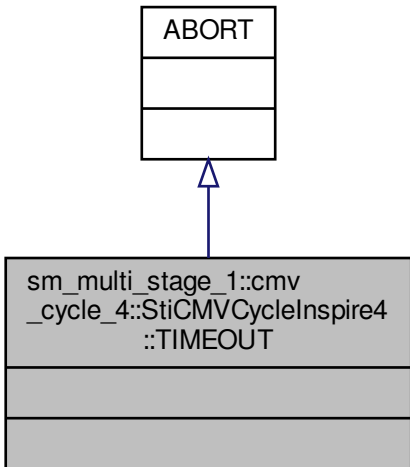 ABORT
sm_multi_stage_1::cmv
_cycle_4::StiCMVCycleInspire4
::TIMEOUT